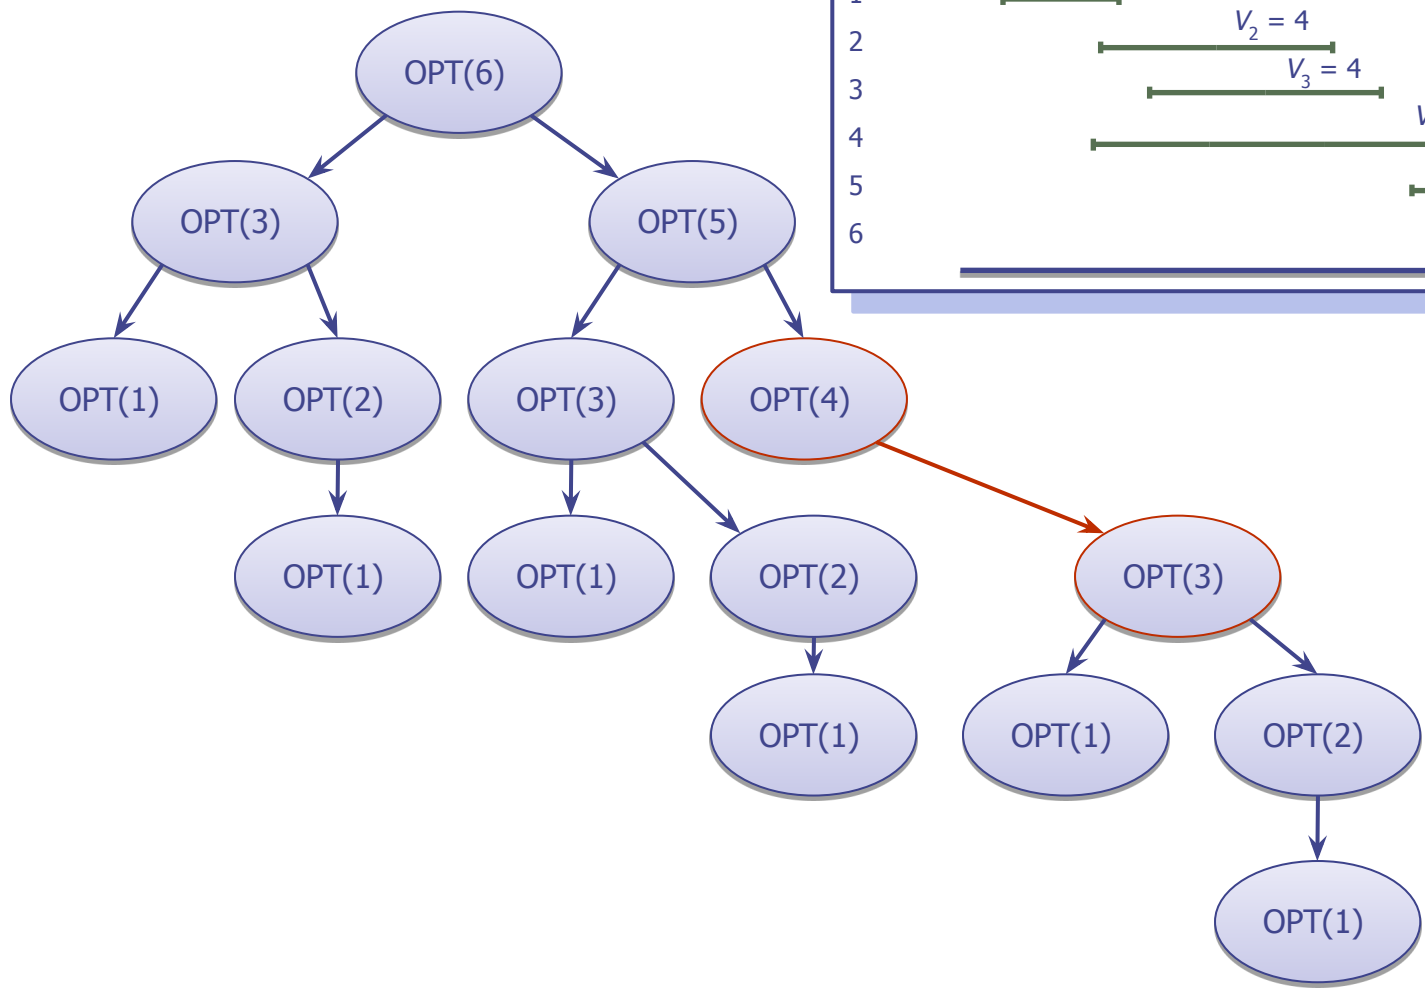 1
V2 = 4
2
V3 = 4
3
V
4
5
6
OPT(6)
OPT(3) OPT(5)
OPT(1) OPT(2) OPT(3) OPT(4)
OPT(1) OPT(1) OPT(2) OPT(3)
OPT(1) OPT(1) OPT(2)
OPT(1)